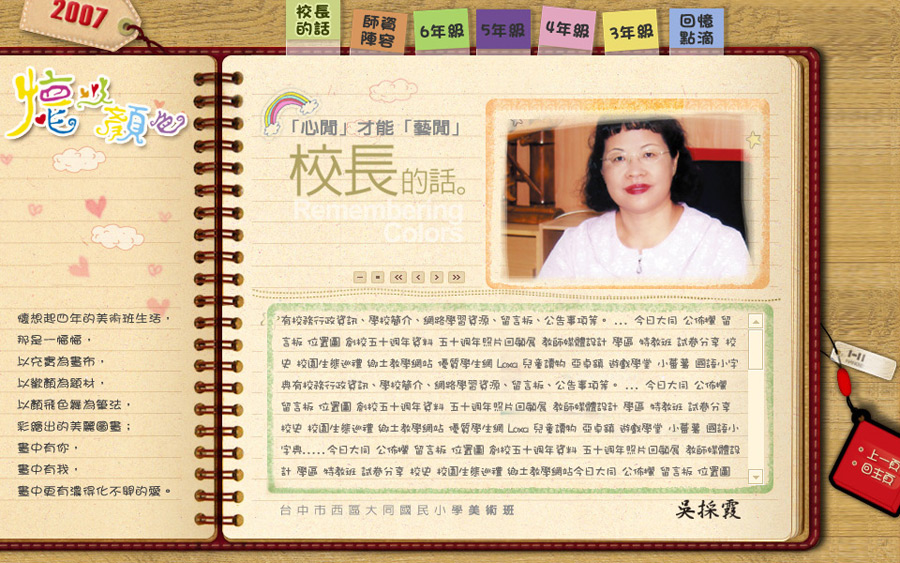 2007
校長的話
師資陣容
6年級
5年級
4年級
3年級
回憶點滴
憶放顏色
「心閒」才能「藝閒」
校長的話。
Remembering
Colors
緩想起四年的美術班生活，
那是一幅幅，
以充實為畫布，
以歡顏為題材，
以顏飛色舞為筆法，
彩繪出的美麗圖畫；
畫中有你，
畫中有我，
畫中更有濃得化不開的愛。
有校務行政資訊、學校簡介、網路學習資源、留言板、公告事項等。 ... 今日大同 公佈欄 留
言板 位置圖 創校五十週年資料 五十週年照片回顧展 教師媒體設計 學區 特教班 試卷分享 校
史 校園生態巡禮 鄉土教學網站 優質學生網 Loxa 兒童讀物 亞卓鎮 遊戲學堂 小蕃薯 國語小字
典有校務行政資訊、學校簡介、網路學習資源、留言板、公告事項等。 ... 今日大同 公佈欄
留言板 位置圖 創校五十週年資料 五十週年照片回顧展 教師媒體設計 學區 特教班 試卷分享
校史 校園生態巡禮 鄉土教學網站 優質學生網 Loxa 兒童讀物 亞卓鎮 遊戲學堂 小蕃薯 國語小
字典.....今日大同 公佈欄 留言板 位置圖 創校五十週年資料 五十週年照片回顧展 教師媒體設
計 學區 特教班 試卷分享 校史 校園生態巡禮 鄉土教學網站今日大同 公佈欄 留言板 位置圖
台中市西區大同國民小學美術班
吳採霞
上一頁
回主頁